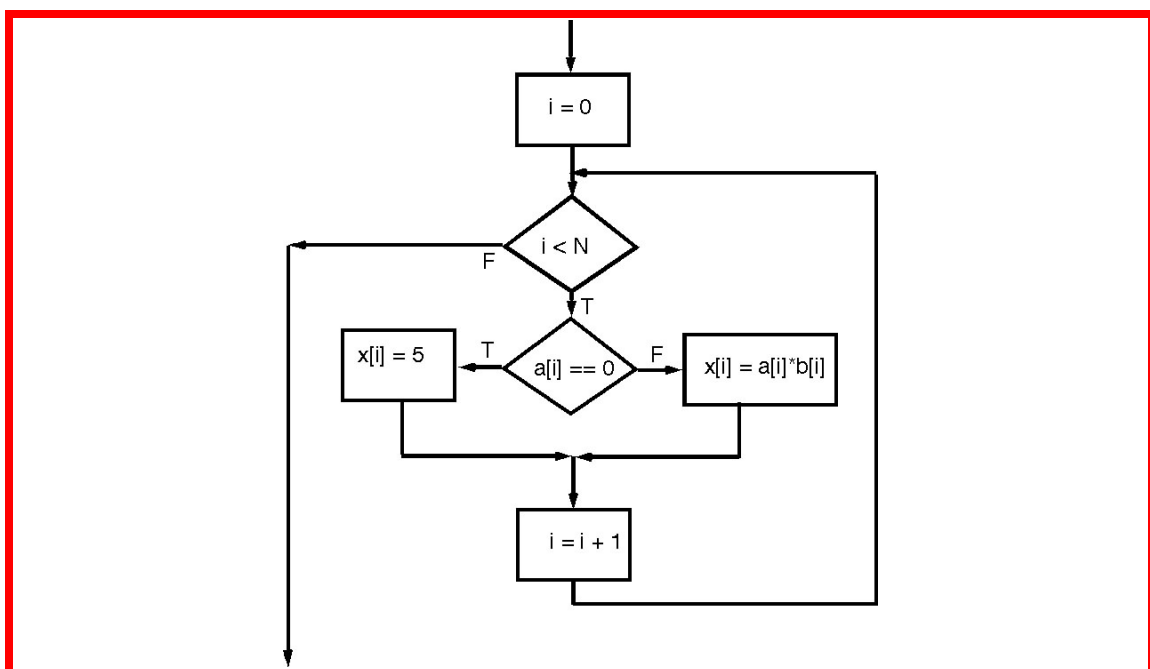 i = 0
i < N
F
T
x[i] = 5
T
a[i] == 0
F
x[i] = a[i]*b[i]
i = i + 1